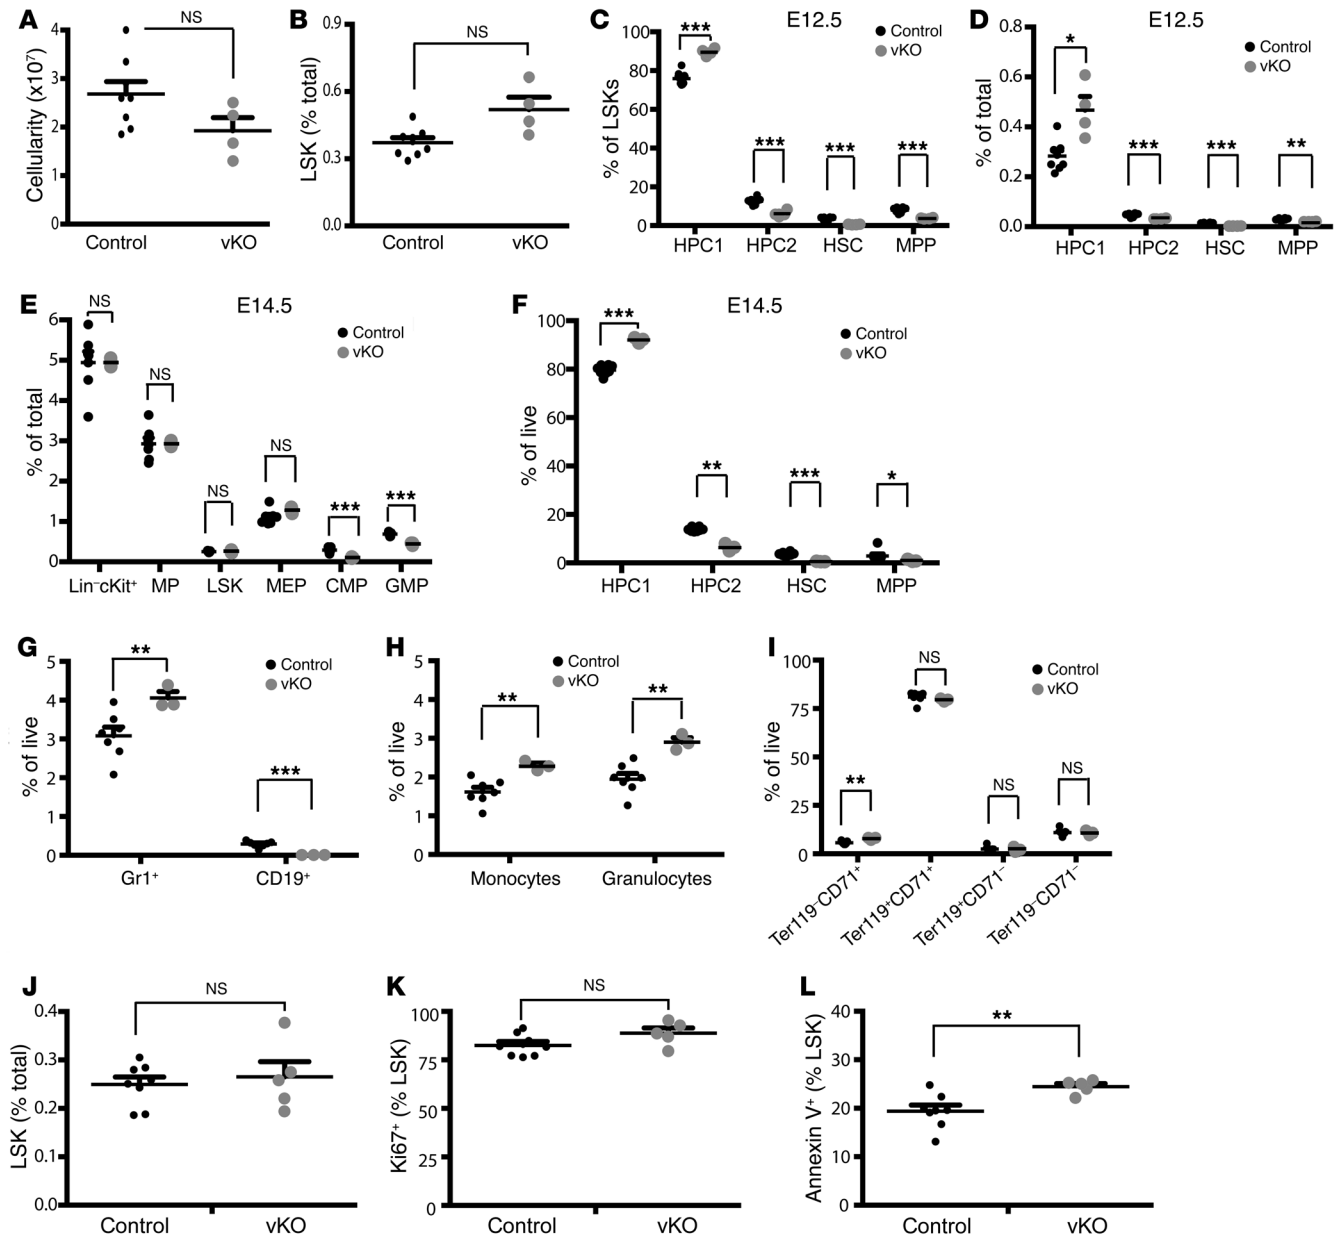 A
4
NS
3
2
1
0
Cellularity (x10⁷)
Control
vKO
B
0.9
NS
0.6
0.3
0.0
LSK (% total)
Control
vKO
C
E12.5
100
80
60
40
20
0
% of LSKs
***
***
***
***
Control
vKO
HPC1
HPC2
HSC
MPP
D
E12.5
0.8
0.6
0.4
0.2
0.0
% of total
*
***
***
**
Control
vKO
HPC1
HPC2
HSC
MPP
E
E14.5
6
5
4
3
2
1
0
% of total
NS
NS
NS
NS
***
***
Control
vKO
Lin⁻cKit⁺
MP
LSK
MEP
CMP
GMP
F
E14.5
100
80
60
40
20
0
% of live
***
**
***
*
Control
vKO
HPC1
HPC2
HSC
MPP
G
5
4
3
2
1
0
% of live
**
***
Control
vKO
Gr1⁺
CD19⁺
H
5
4
3
2
1
0
% of live
**
**
Control
vKO
Monocytes
Granulocytes
I
100
75
50
25
0
% of live
**
NS
NS
NS
Control
vKO
Ter119⁻CD71⁺
Ter119⁺CD71⁺
Ter119⁺CD71⁻
Ter119⁻CD71⁻
J
0.4
0.3
0.2
0.1
0.0
LSK (% total)
NS
Control
vKO
K
100
75
50
25
0
Ki67⁺ (% LSK)
NS
Control
vKO
L
40
30
20
10
0
Annexin V⁺ (% LSK)
**
Control
vKO